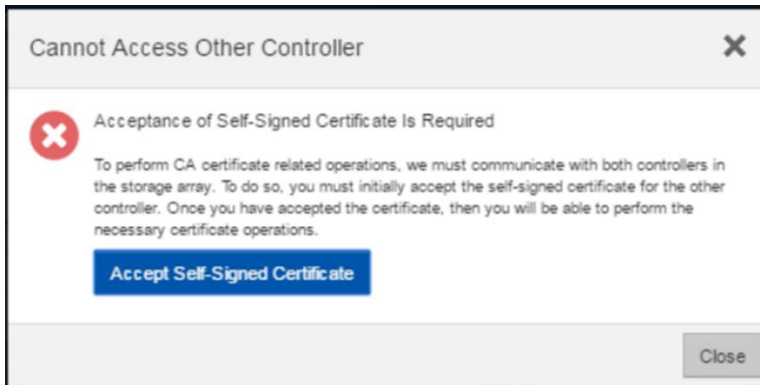 Cannot Access Other Controller
Acceptance of Self-Signed Certificate Is Required
To perform CA certificate related operations, we must communicate with both controllers in
the storage array. To do so, you must initially accept the self-signed certificate for the other
controller. Once you have accepted the certificate, then you will be able to perform the
necessary certificate operations.
Accept Self-Signed Certificate
Close